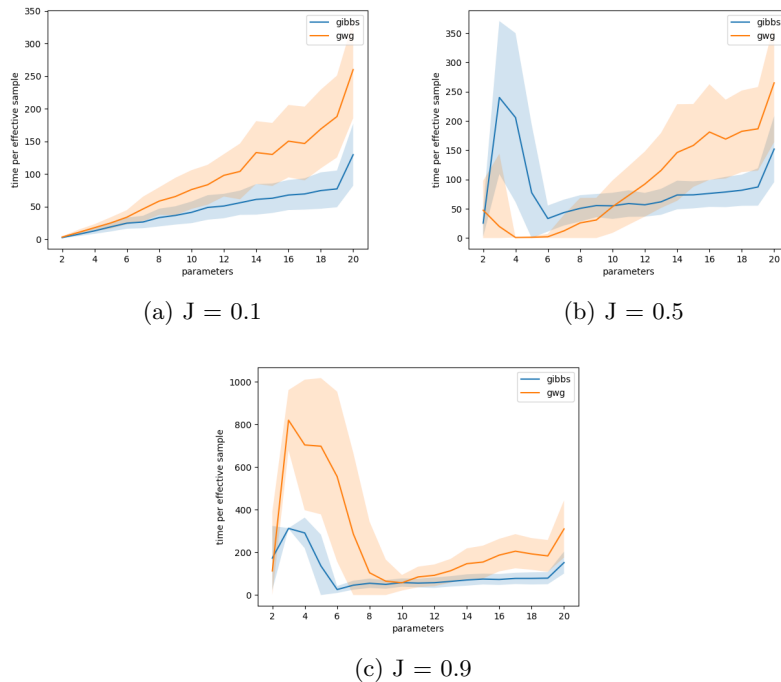 350
300
250
200
150
100
50
0
time per effective sample
gibbs
gwg
2 4 6 8 10 12 14 16 18 20
parameters
(a) J = 0.1
500
400
350
300
250
200
150
100
50
0
time per effective sample
gibbs
gwg
2 4 6 8 10 12 14 16 18 20
parameters
(b) J = 0.5
1000
800
600
400
200
0
time per effective sample
gibbs
gwg
2 4 6 8 10 12 14 16 18 20
parameters
(c) J = 0.9